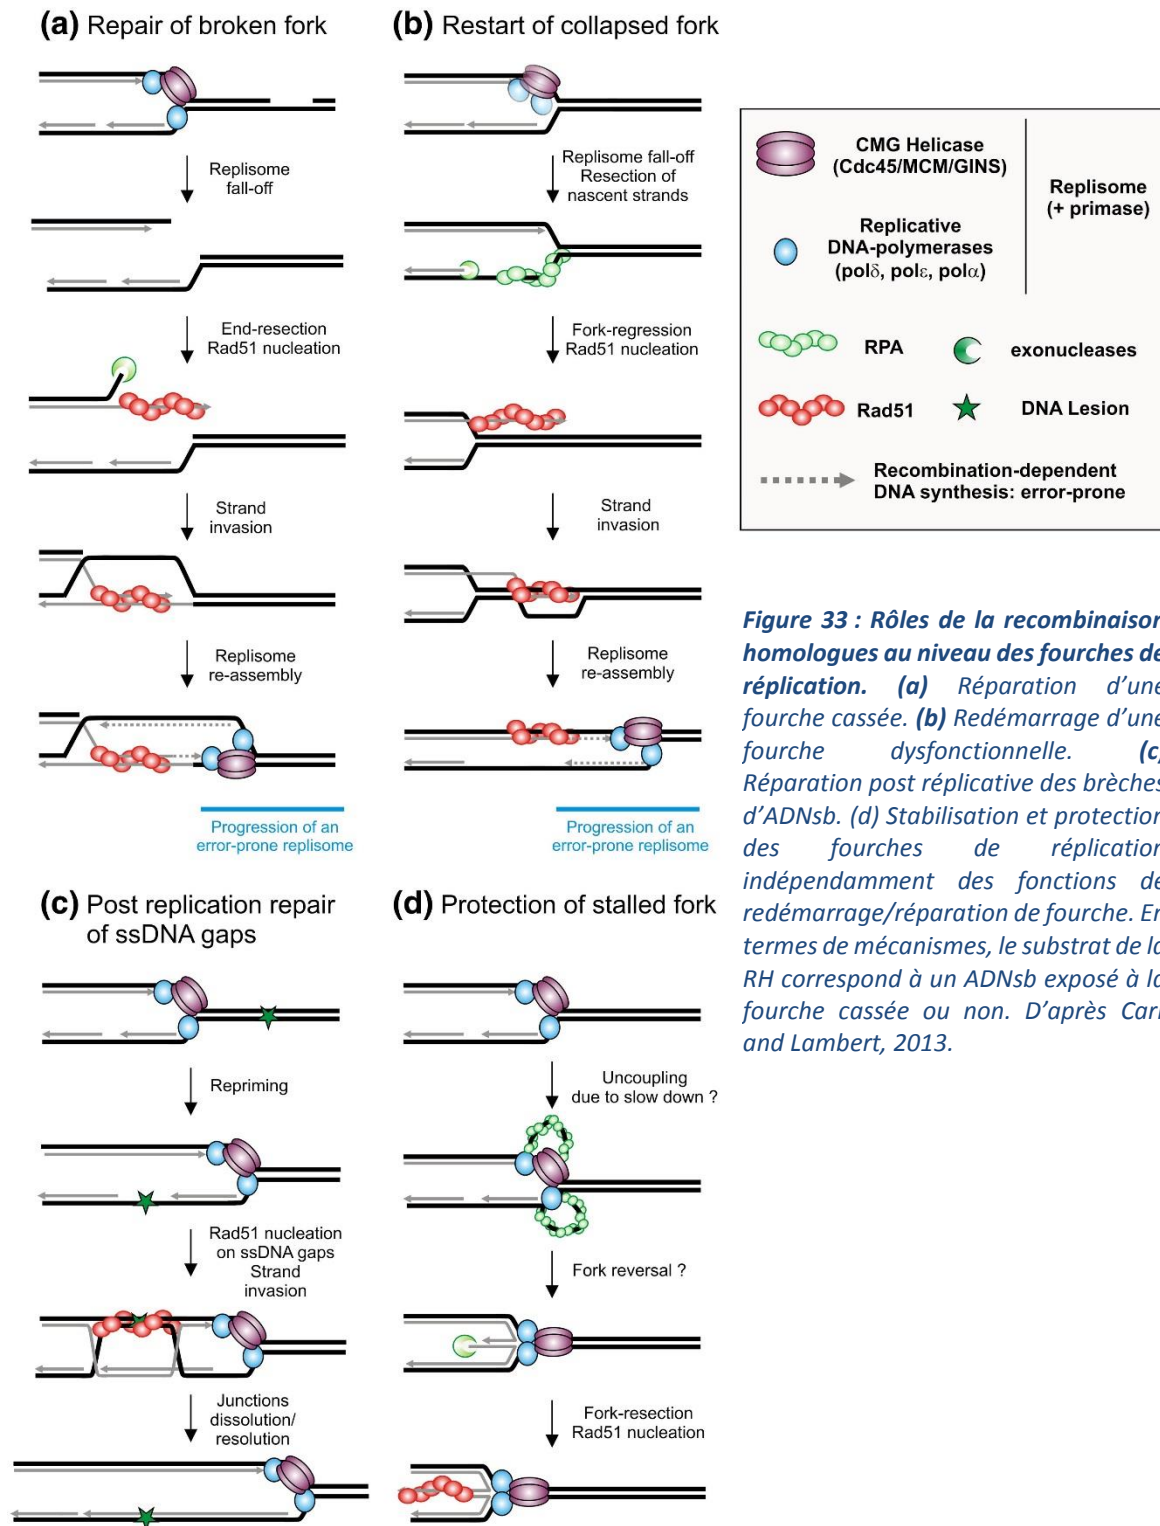 (a) Repair of broken fork
Replisome
fall-off
End-resection
Rad51 nucleation
Strand
invasion
Replisome
re-assembly
Progression of an
error-prone replisome
(b) Restart of collapsed fork
Replisome fall-off
Resection of
nascent strands
Fork-regression
Rad51 nucleation
Strand
invasion
Replisome
re-assembly
Progression of an
error-prone replisome
CMG Helicase
(Cdc45/MCM/GINS)
Replicative
DNA-polymerases
(polδ, polε, polα)
Replisome
(+ primase)
RPA
exonucleases
Rad51
DNA Lesion
Recombination-dependent
DNA synthesis: error-prone
Figure 33 : Rôles de la recombinaison
homologues au niveau des fourches de
réplication. (a) Réparation d’une
fourche cassée. (b) Redémarrage d’une
fourche dysfonctionnelle. (c)
Réparation post réplicative des brèches
d’ADNsb. (d) Stabilisation et protection
des fourches de réplication
indépendamment des fonctions de
redémarrage/réparation de fourche. En
termes de mécanismes, le substrat de la
RH correspond à un ADNsb exposé à la
fourche cassée ou non. D’après Carr
and Lambert, 2013.
(c) Post replication repair
of ssDNA gaps
Repriming
Rad51 nucleation
on ssDNA gaps
Strand
invasion
Junctions
dissolution/
resolution
(d) Protection of stalled fork
Uncoupling
due to slow down ?
Fork reversal ?
Fork-resection
Rad51 nucleation